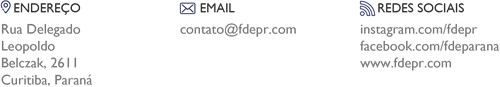 ENDEREÇO
Rua Delegado
Leopoldo
Belczak, 2611
Curitiba, Paraná
EMAIL
contato@fdepr.com
REDES SOCIAIS
instagram.com/fdepr
facebook.com/fdeparana
www.fdepr.com